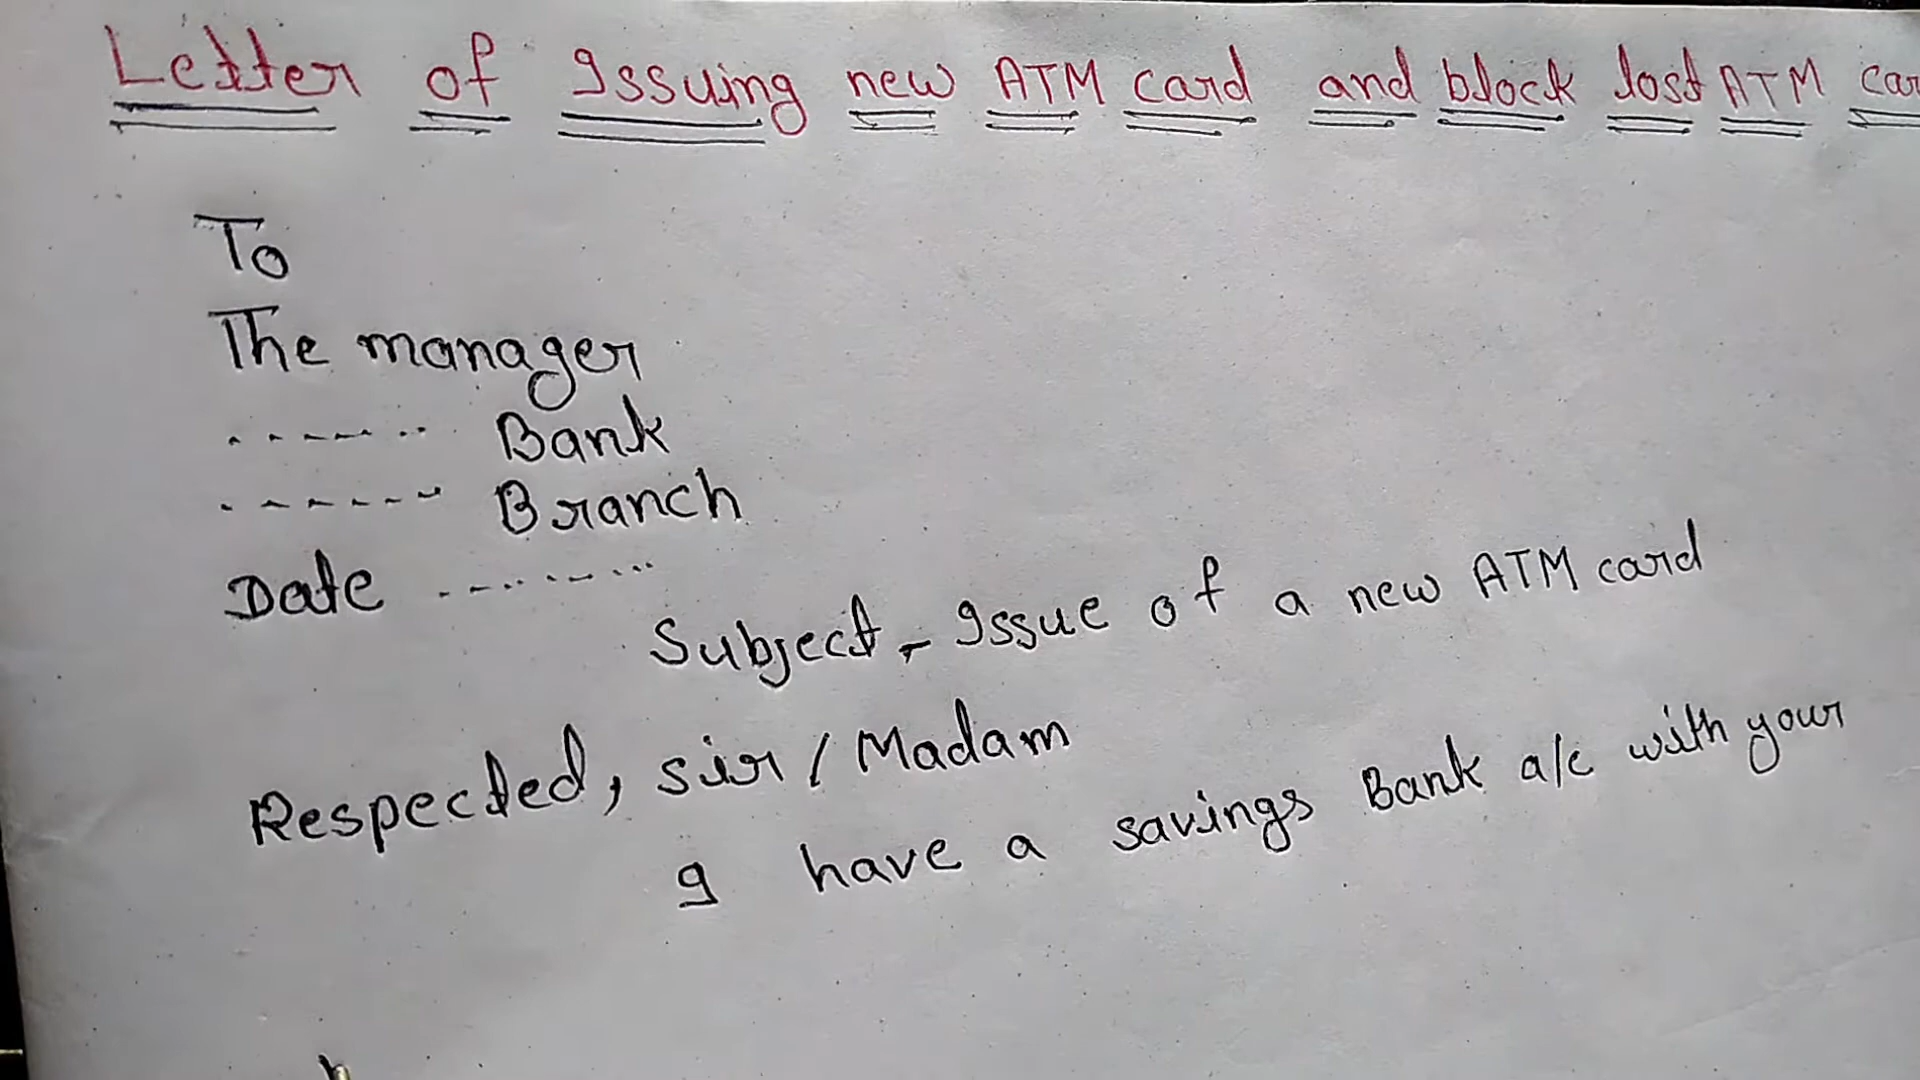 Letter of Issuing new ATM card and block lost ATM car
To
The manager
....... Bank
....... Branch
Date .........
Subject - Issue of a new ATM card
Respected, sir / Madam
I have a savings Bank a/c with your